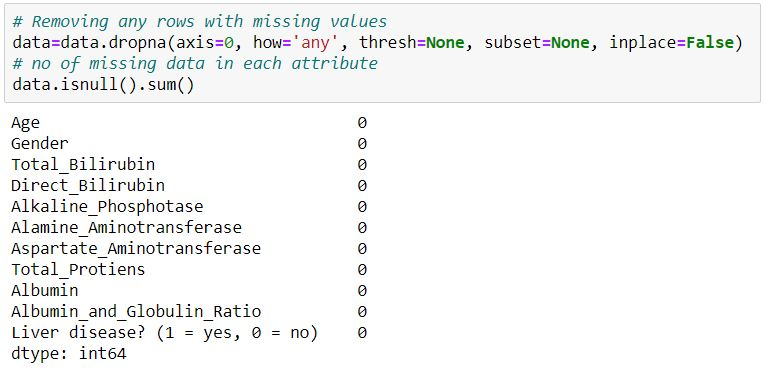 # Removing any rows with missing values
data=data.dropna(axis=0, how='any', thresh=None, subset=None, inplace=False)
# no of missing data in each attribute
data.isnull().sum()
Age 0
Gender 0
Total_Bilirubin 0
Direct_Bilirubin 0
Alkaline_Phosphotase 0
Alamine_Aminotransferase 0
Aspartate_Aminotransferase 0
Total_Protiens 0
Albumin 0
Albumin_and_Globulin_Ratio 0
Liver disease? (1 = yes, 0 = no) 0
dtype: int64